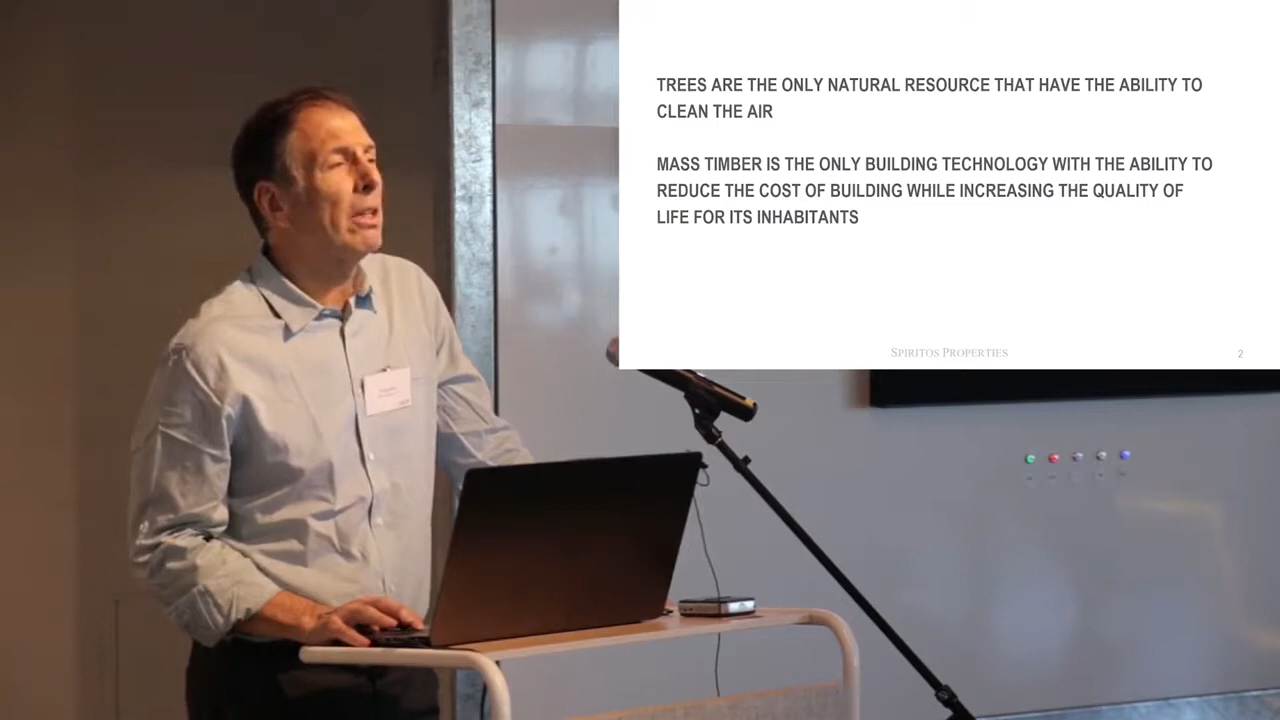 TREES ARE THE ONLY NATURAL RESOURCE THAT HAVE THE ABILITY TO
CLEAN THE AIR
MASS TIMBER IS THE ONLY BUILDING TECHNOLOGY WITH THE ABILITY TO
REDUCE THE COST OF BUILDING WHILE INCREASING THE QUALITY OF
LIFE FOR ITS INHABITANTS
SPIRITOS PROPERTIES
2